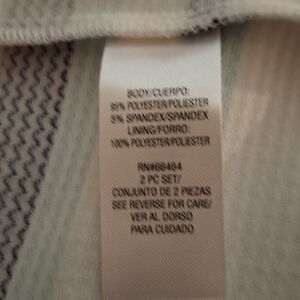 BODY/CUERPO:
95% POLYESTER/POLIESTER
5% SPANDEX/SPANDEX
LINING/FORRO:
100% POLYESTER/POLIESTER
RN#66464
2 PC SET/
CONJUNTO DE 2 PIEZAS
SEE REVERSE FOR CARE/
VER AL DORSO
PARA CUIDADO